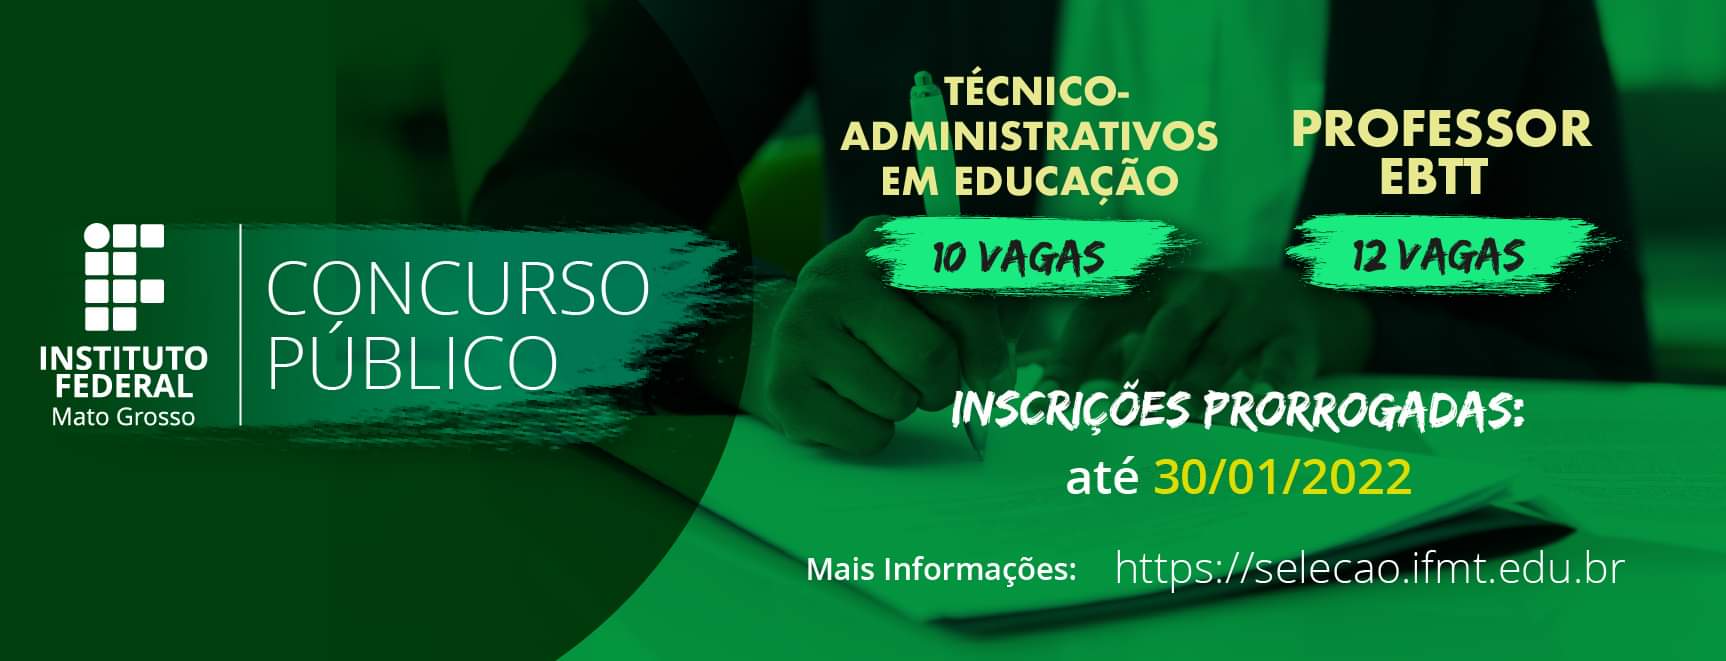 INSTITUTO
FEDERAL
Mato Grosso
CONCURSO
PÚBLICO
TÉCNICO-
ADMINISTRATIVOS
EM EDUCAÇÃO
10 VAGAS
PROFESSOR
EBTT
12 VAGAS
INSCRIÇÕES PRORROGADAS:
até 30/01/2022
Mais Informações: https://selecao.ifmt.edu.br